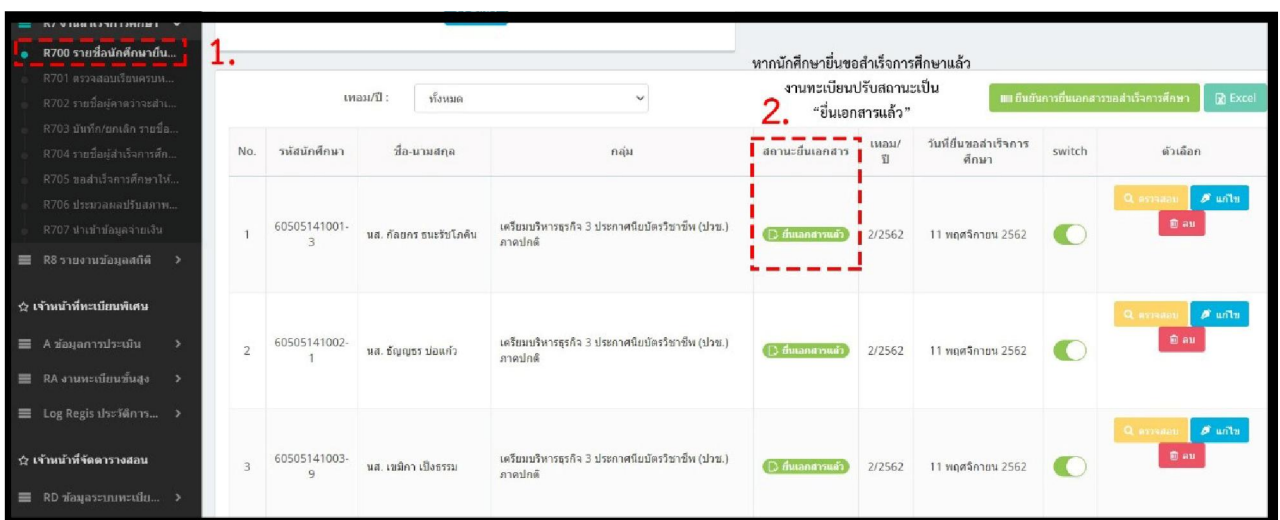 R7 งานสำเร็จการศึกษา
R700 รายชื่อนักศึกษายื่น...
R701 ตรวจสอบเรียนครบห...
R702 รายชื่อผู้คาดว่าจะสำเ...
R703 บันทึก/ยกเลิก รายชื่อ...
R704 รายชื่อผู้สำเร็จการศึก...
R705 ขอสำเร็จการศึกษาให้...
R706 ประมวลผลปรับสภาพ...
R707 นำเข้าข้อมูลจ่ายเงิน
R8 รายงานข้อมูลสถิติ
เจ้าหน้าที่ทะเบียนพิเศษ
A ข้อมูลการประเมิน
RA งานทะเบียนขั้นสูง
Log Regis ประวัติการ...
เจ้าหน้าที่จัดตารางสอน
RD ข้อมูลระบบทะเบีย...
1.
เทอม/ปี : ทั้งหมด
หากนักศึกษายื่นขอสำเร็จการศึกษาแล้ว
งานทะเบียนปรับสถานะเป็น
"ยื่นเอกสารแล้ว"
2.
ยืนยันการยื่นเอกสารขอสำเร็จการศึกษา Excel
No. รหัสนักศึกษา ชื่อ-นามสกุล กลุ่ม สถานะยื่นเอกสาร เทอม/ปี วันที่ยื่นขอสำเร็จการศึกษา switch ตัวเลือก
1 60505141001-3 นส. กัลยกร ธนะรัชโภคิน เตรียมบริหารธุรกิจ 3 ประกาศนียบัตรวิชาชีพ (ปวช.) ภาคปกติ ยื่นเอกสารแล้ว 2/2562 11 พฤศจิกายน 2562 ตรวจสอบ แก้ไข ลบ
2 60505141002-1 นส. ธัญญธร ปอแก้ว เตรียมบริหารธุรกิจ 3 ประกาศนียบัตรวิชาชีพ (ปวช.) ภาคปกติ ยื่นเอกสารแล้ว 2/2562 11 พฤศจิกายน 2562 ตรวจสอบ แก้ไข ลบ
3 60505141003-9 นส. เขมิกา เป็งธรรม เตรียมบริหารธุรกิจ 3 ประกาศนียบัตรวิชาชีพ (ปวช.) ภาคปกติ ยื่นเอกสารแล้ว 2/2562 11 พฤศจิกายน 2562 ตรวจสอบ แก้ไข ลบ